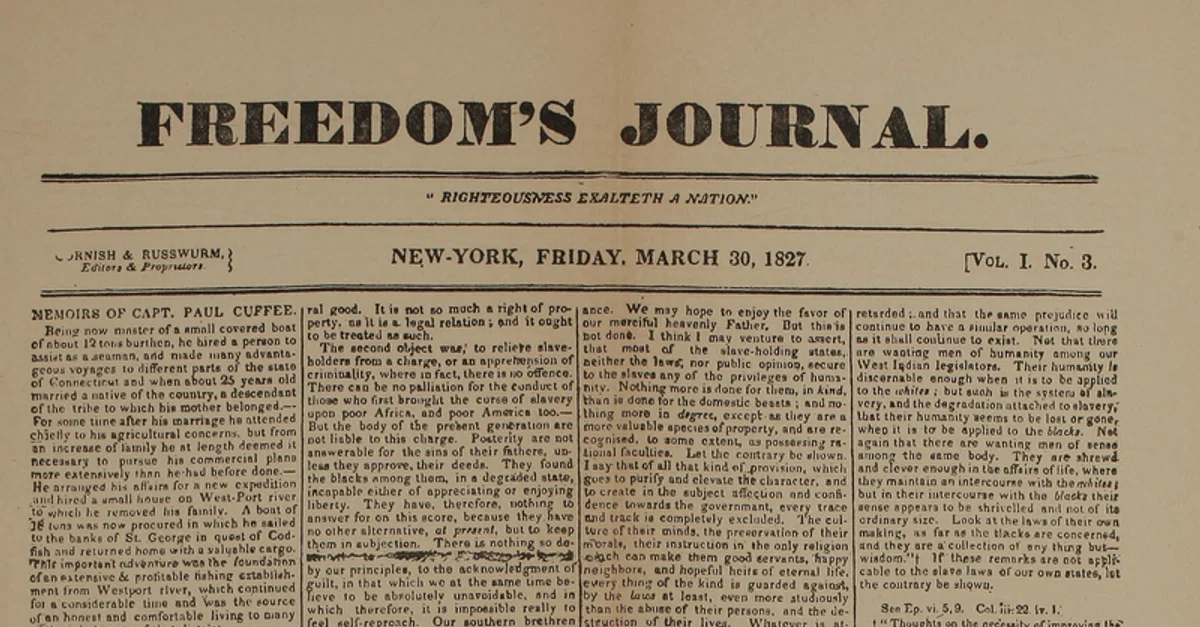 FREEDOM'S JOURNAL.
" RIGHTEOUSNESS EXALTETH A NATION."
RNISH & RUSSWURM,}
Editors & Proprietors.
NEW-YORK, FRIDAY, MARCH 30, 1827.
[VOL. I. No. 3.
MEMOIRS OF CAPT. PAUL CUFFEE.
Being now master of a small covered boat
of about 12 tons burthen, he hired a person to
assist as a seaman, and made many advanta-
geous voyages to different parts of the state
of Connecticut and when about 25 years old
married a native of the country, a descendant
of the tribe to which his mother belonged.—
For some time after his marriage he attended
chiefly to his agricultural concerns, but from
an increase of family he at length deemed it
necessary to pursue his commercial plans
more extensively than he had before done.—
He arranged his affairs for a new expedition
and hired a small house on West-Port river
to which he removed his family. A boat of
18 tons was now procured in which he sailed
to the banks of St. George in quest of Cod-
fish and returned home with a valuable cargo.
This important adventure was the foundation
of an extensive & profitable fishing establish-
ment from Westport river, which continued
for a considerable time and was the source
of an honest and comfortable living to many
ral good. It is not so much a right of pro-
perty, as it is a legal relation; and it ought
to be treated as such.
The second object was, to relieve slave-
holders from a charge, or an apprehension of
criminality, where in fact, there is no offence.
There can be no palliation for the conduct of
those who first brought the curse of slavery
upon poor Africa, and poor America too.—
But the body of the present generation are
not liable to this charge. Posterity are not
answerable for the sins of their fathers, un-
less they approve, their deeds. They found
the blacks among them, in a degraded state,
incapable either of appreciating or enjoying
liberty. They have, therefore, nothing to
answer for on this score, because they have
no other alternative, at present, but to keep
them in subjection. There is nothing so de-
by our principles, to the acknowledgment of
guilt, in that which we at the same time be-
lieve to be absolutely unavoidable, and in
which therefore, it is impossible really to
feel self-reproach. Our southern brethren
ance. We may hope to enjoy the favor of
our merciful heavenly Father. But this is
not done. I think I may venture to assert,
that most of the slave-holding states,
neither the laws, nor public opinion, secure
to the slaves any of the privileges of huma-
nity. Nothing more is done for them, in kind,
than is done for the domestic beasts; and no-
thing more in degree, except as they are a
more valuable species of property, and are re-
cognised, to some extent, as possessing ra-
tional faculties. Let the contrary be shown.
I say that of all that kind of provision, which
goes to purify and elevate the character, and
to create in the subject affection and confi-
dence towards the government, every trace
and track is completely excluded. The cul-
ture of their minds, the preservation of their
morals, their instruction in the only religion
which can make them good servants, happy
neighbors, and hopeful heirs of eternal life,
every thing of the kind is guarded against,
by the laws at least, even more studiously
than the abuse of their persons, and the de-
struction of their lives. Whatever is at-
retarded; and that the same prejudice will
continue to have a similar operation, so long
as it shall continue to exist. Not that there
are wanting men of humanity among our
West Indian legislators. Their humanity is
discernable enough when it is to be applied
to the whites; but such is the system of sla-
very, and the degradation attached to slavery,
that their humanity seems to be lost or gone,
when it is to be applied to the blacks. Not
again that there are wanting men of sense
among the same body. They are shrewd
and clever enough in the affairs of life, where
they maintain an intercourse with the whites;
but in their intercourse with the blacks their
sense appears to be shrivelled and not of its
ordinary size. Look at the laws of their own
making, as far as the blacks are concerned,
and they are a collection of any thing but—
wisdom."‡ If these remarks are not appli-
cable to the slave laws of our own states, let
the contrary be shown.
See Ep. vi. 5, 9. Col. iii: 22. iv. 1.
‡ "Thoughts on the necessity of improving the